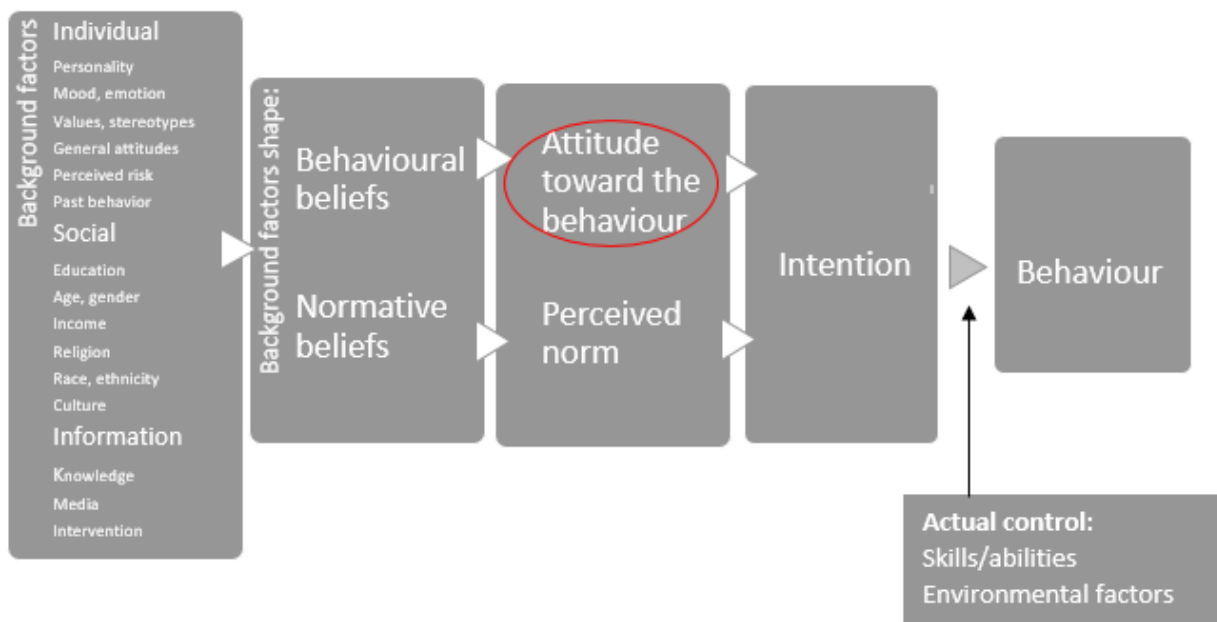 Background factors
Individual
Personality
Mood, emotion
Values, stereotypes
General attitudes
Perceived risk
Past behavior
Social
Education
Age, gender
Income
Religion
Race, ethnicity
Culture
Information
Knowledge
Media
Intervention
Background factors shape:
Behavioural
beliefs
Normative
beliefs
Attitude
toward the
behaviour
Perceived
norm
Intention
Behaviour
Actual control:
Skills/abilities
Environmental factors